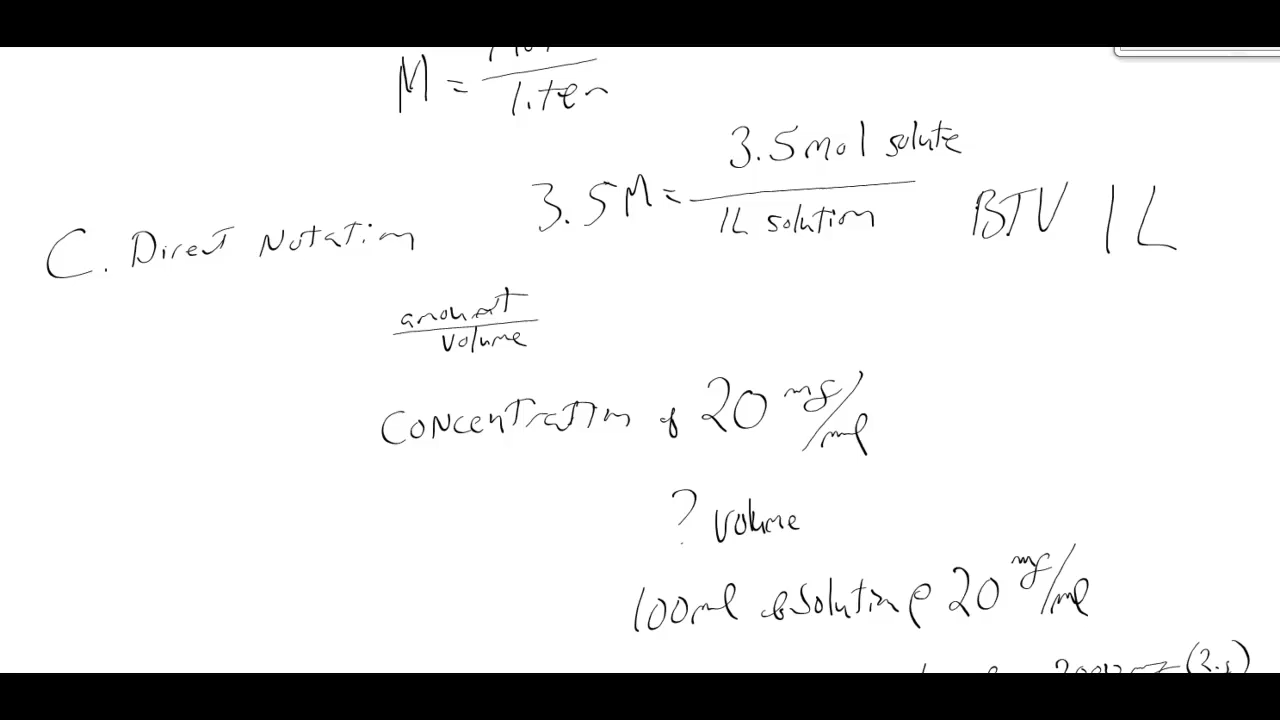 M = 
liter
3.5 mol solute
3.5M =
1L solution
BTV 1L
C. Direct Notation
amount
volume
Concentration of 20 mg/ml
? volume
100ml of solution @ 20 mg/ml